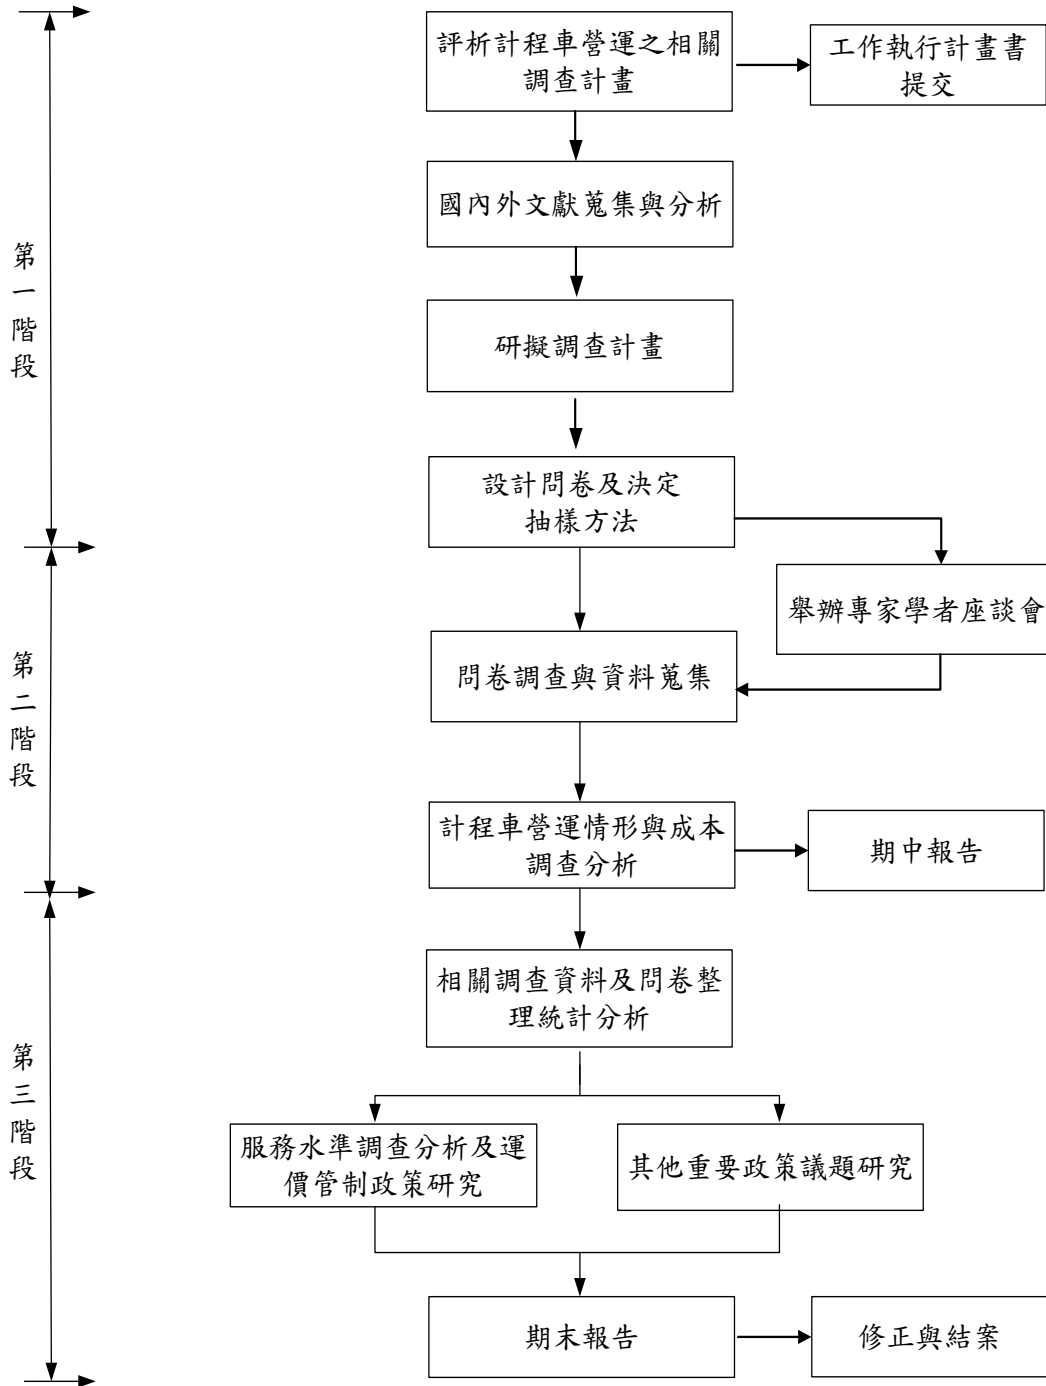 評析計程車營運之相關
調查計畫
工作執行計畫書
提交
國內外文獻蒐集與分析
研擬調查計畫
設計問卷及決定
抽樣方法
第一階段
舉辦專家學者座談會
問卷調查與資料蒐集
計程車營運情形與成本
調查分析
期中報告
第二階段
相關調查資料及問卷整
理統計分析
服務水準調查分析及運
價管制政策研究
其他重要政策議題研究
期末報告
修正與結案
第三階段